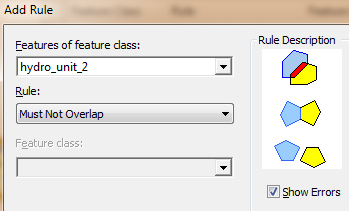 Add Rule
Features of feature class:
hydro_unit_2
Rule:
Must Not Overlap
Feature class:
Rule Description
Show Errors